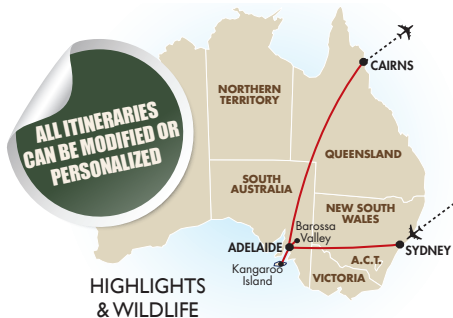 ALL ITINERARIES
CAN BE MODIFIED OR
PERSONALIZED
CAIRNS
NORTHERN
TERRITORY
QUEENSLAND
SOUTH
AUSTRALIA
NEW SOUTH
WALES
Barossa
Valley
ADELAIDE
SYDNEY
A.C.T.
Kangaroo
Island
VICTORIA
HIGHLIGHTS
& WILDLIFE